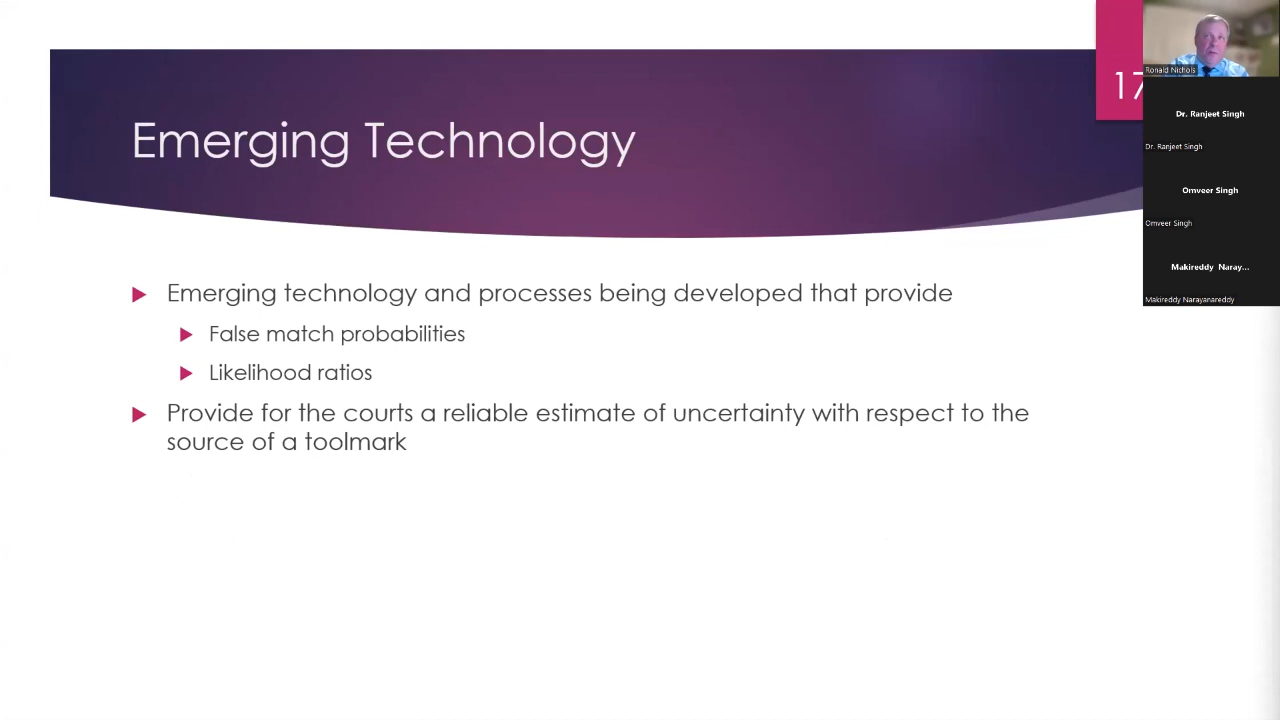 Emerging Technology
17
Emerging technology and processes being developed that provide
False match probabilities
Likelihood ratios
Provide for the courts a reliable estimate of uncertainty with respect to the
source of a toolmark
Ronald Nichols
Dr. Ranjeet Singh
Dr. Ranjeet Singh
Omveer Singh
Omveer Singh
Makireddy Naray...
Makireddy Narayanareddy